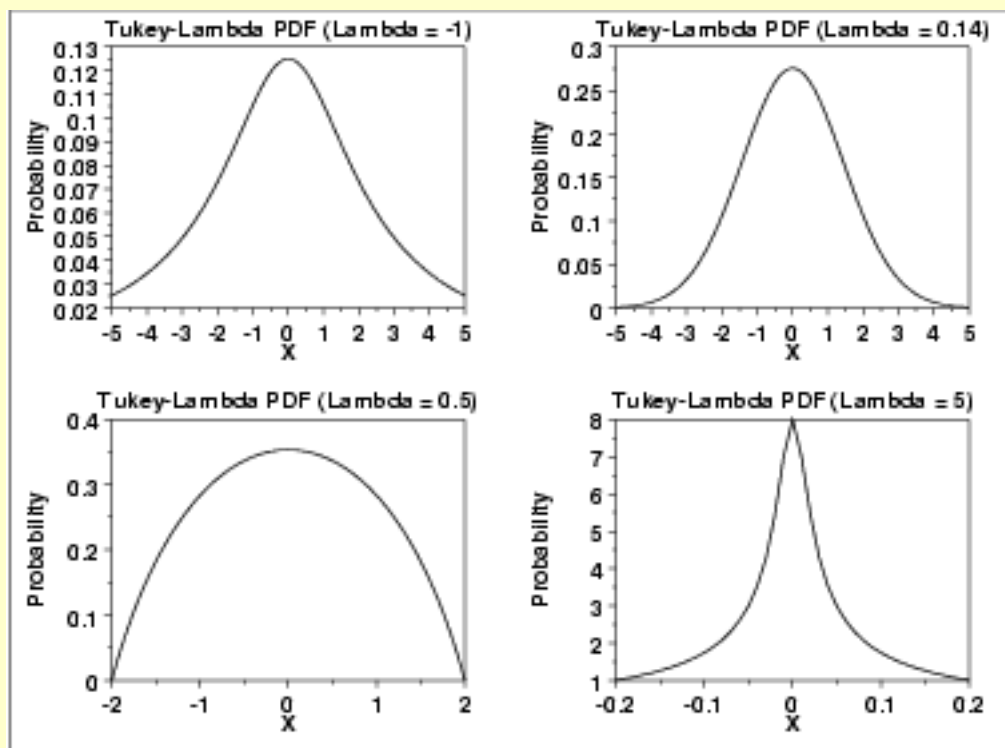 Tukey-Lambda PDF (Lambda = -1)
0.13
0.12
0.11
0.1
0.09
0.08
0.07
0.06
0.05
0.04
0.03
0.02
Probability
-5 -4 -3 -2 -1 0 1 2 3 4 5
X
Tukey-Lambda PDF (Lambda = 0.14)
0.3
0.25
0.2
0.15
0.1
0.05
0
Probability
-5 -4 -3 -2 -1 0 1 2 3 4 5
X
Tukey-Lambda PDF (Lambda = 0.5)
0.4
0.3
0.2
0.1
0
Probability
-2 -1 0 1 2
X
Tukey-Lambda PDF (Lambda = 5)
8
7
6
5
4
3
2
1
Probability
-0.2 -0.1 0 0.1 0.2
X